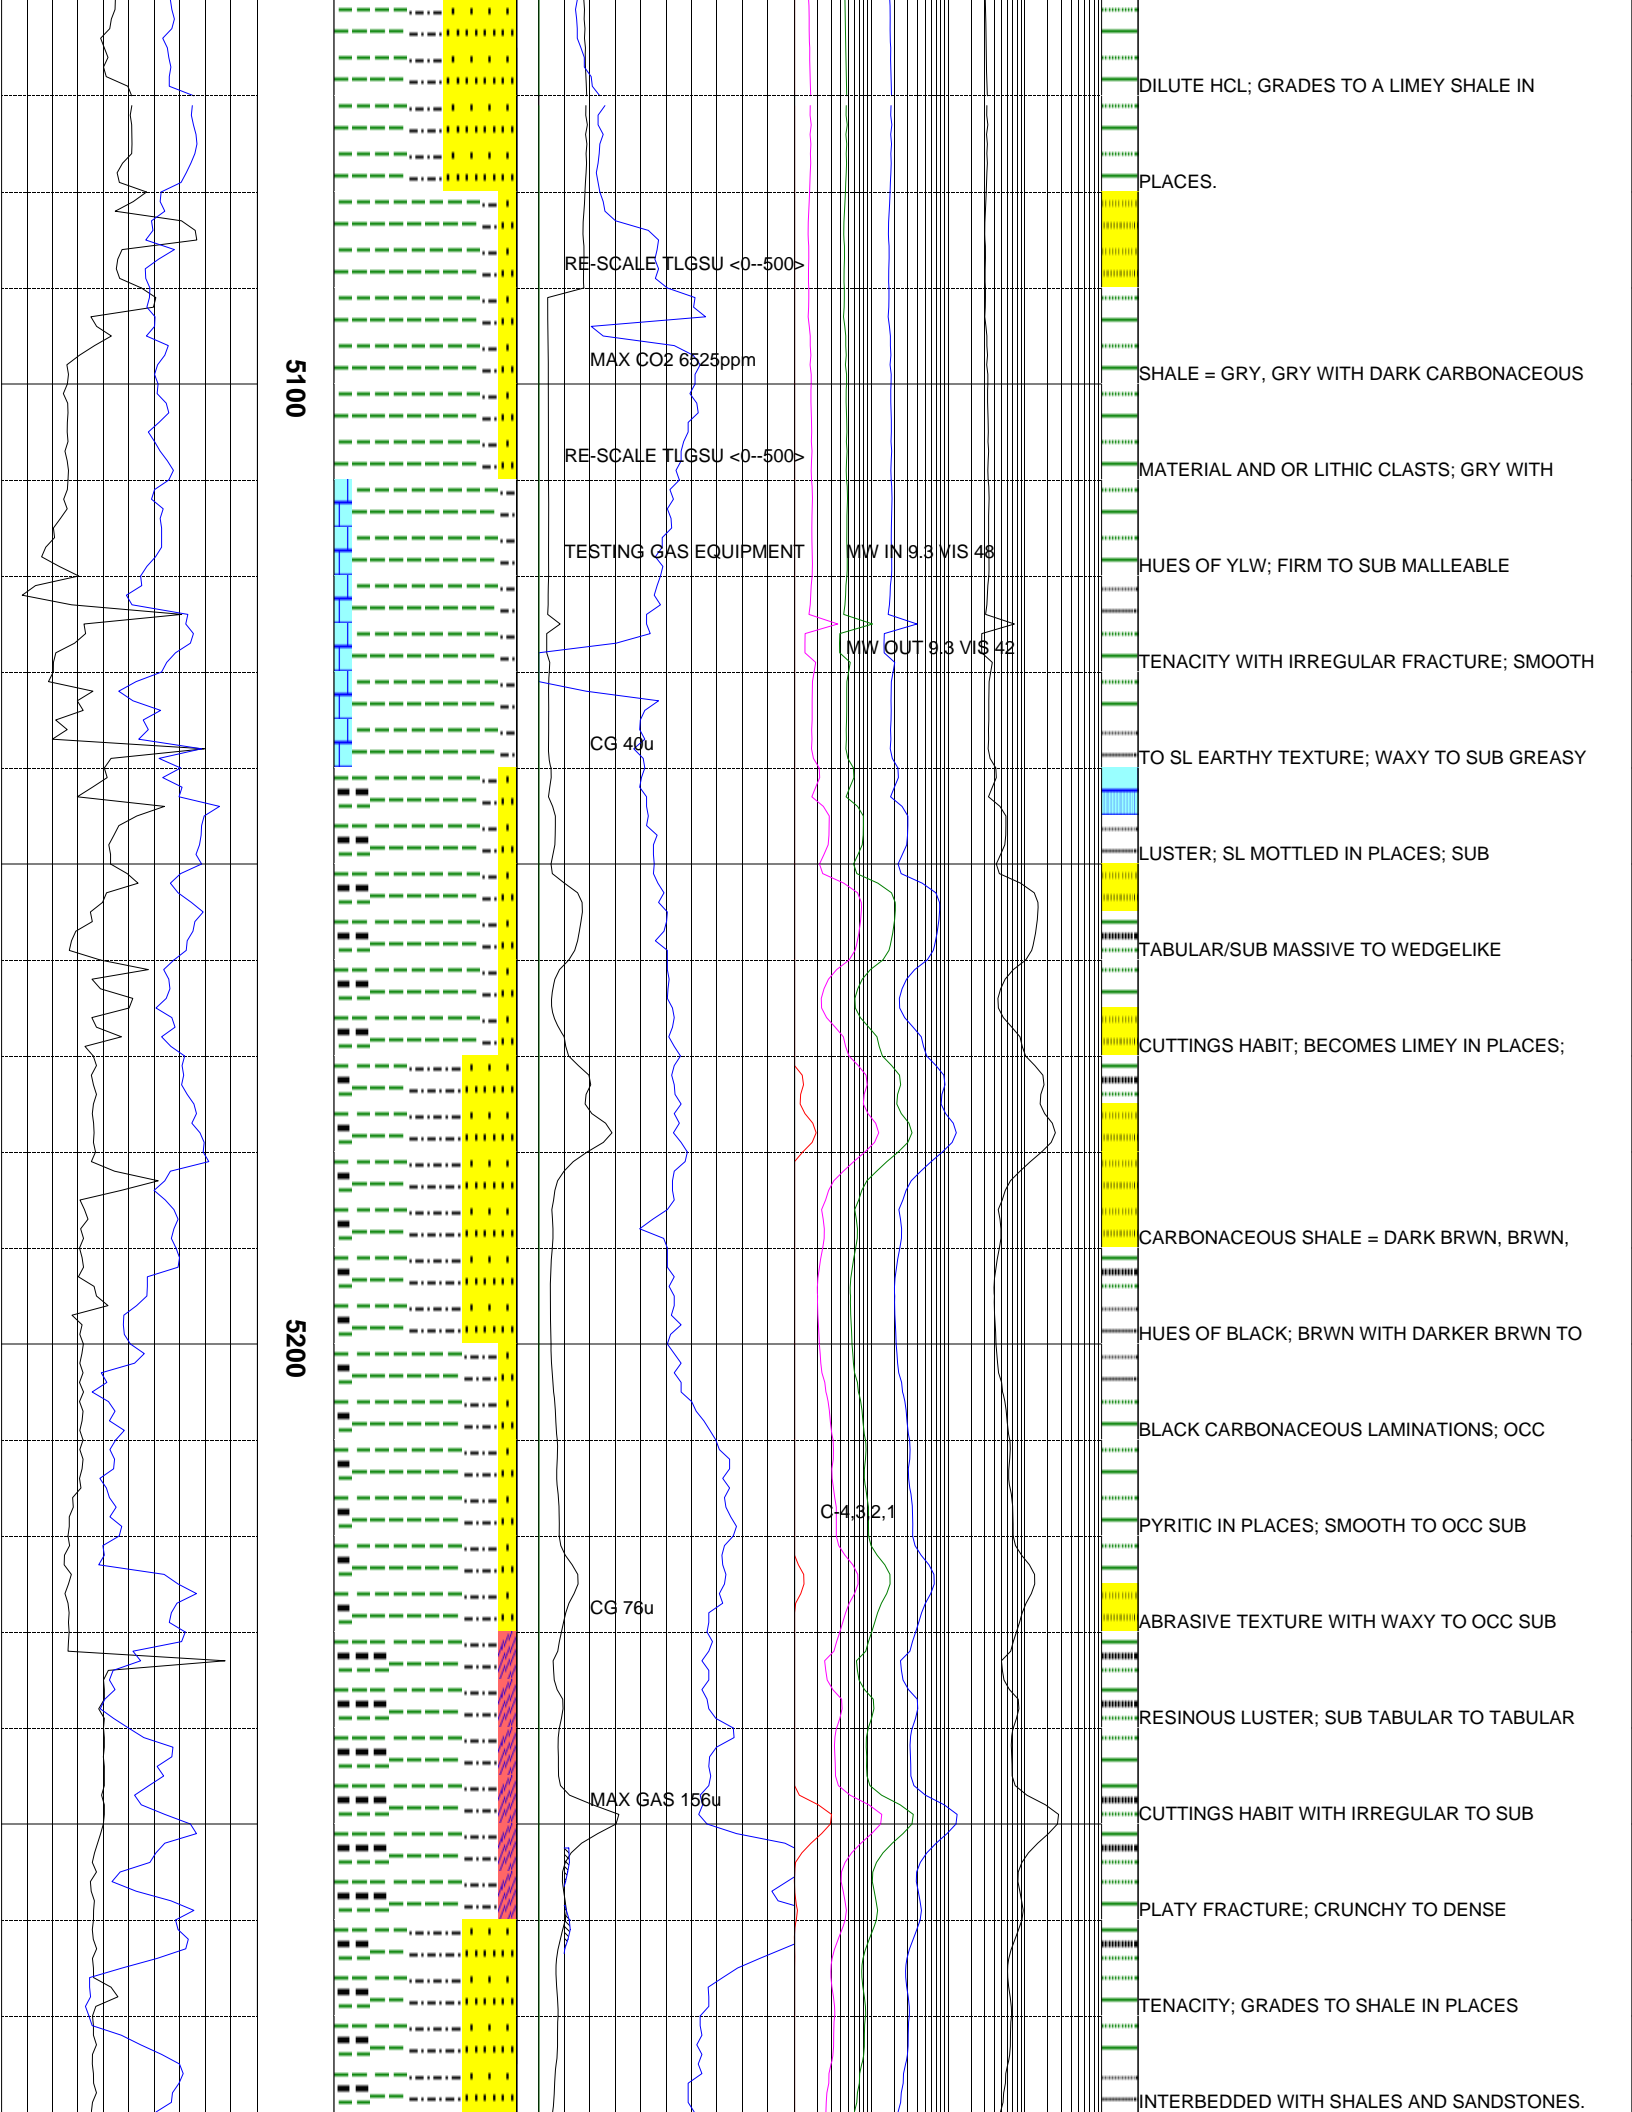 DILUTE HCL; GRADES TO A LIMEY SHALE IN
PLACES.
RE-SCALE TLGSU <0--500>
MAX CO2 6525ppm
5100
SHALE = GRY, GRY WITH DARK CARBONACEOUS
RE-SCALE TLGSU <0--500>
MATERIAL AND OR LITHIC CLASTS; GRY WITH
TESTING GAS EQUIPMENT
MW IN 9.3 VIS 48
HUES OF YLW; FIRM TO SUB MALLEABLE
MW OUT 9.3 VIS 42
TENACITY WITH IRREGULAR FRACTURE; SMOOTH
CG 40u
TO SL EARTHY TEXTURE; WAXY TO SUB GREASY
LUSTER; SL MOTTLED IN PLACES; SUB
TABULAR/SUB MASSIVE TO WEDGELIKE
CUTTINGS HABIT; BECOMES LIMEY IN PLACES;
CARBONACEOUS SHALE = DARK BRWN, BRWN,
5200
HUES OF BLACK; BRWN WITH DARKER BRWN TO
BLACK CARBONACEOUS LAMINATIONS; OCC
C-4,3,2,1
PYRITIC IN PLACES; SMOOTH TO OCC SUB
CG 76u
ABRASIVE TEXTURE WITH WAXY TO OCC SUB
RESINOUS LUSTER; SUB TABULAR TO TABULAR
MAX GAS 156u
CUTTINGS HABIT WITH IRREGULAR TO SUB
PLATY FRACTURE; CRUNCHY TO DENSE
TENACITY; GRADES TO SHALE IN PLACES
INTERBEDDED WITH SHALES AND SANDSTONES.